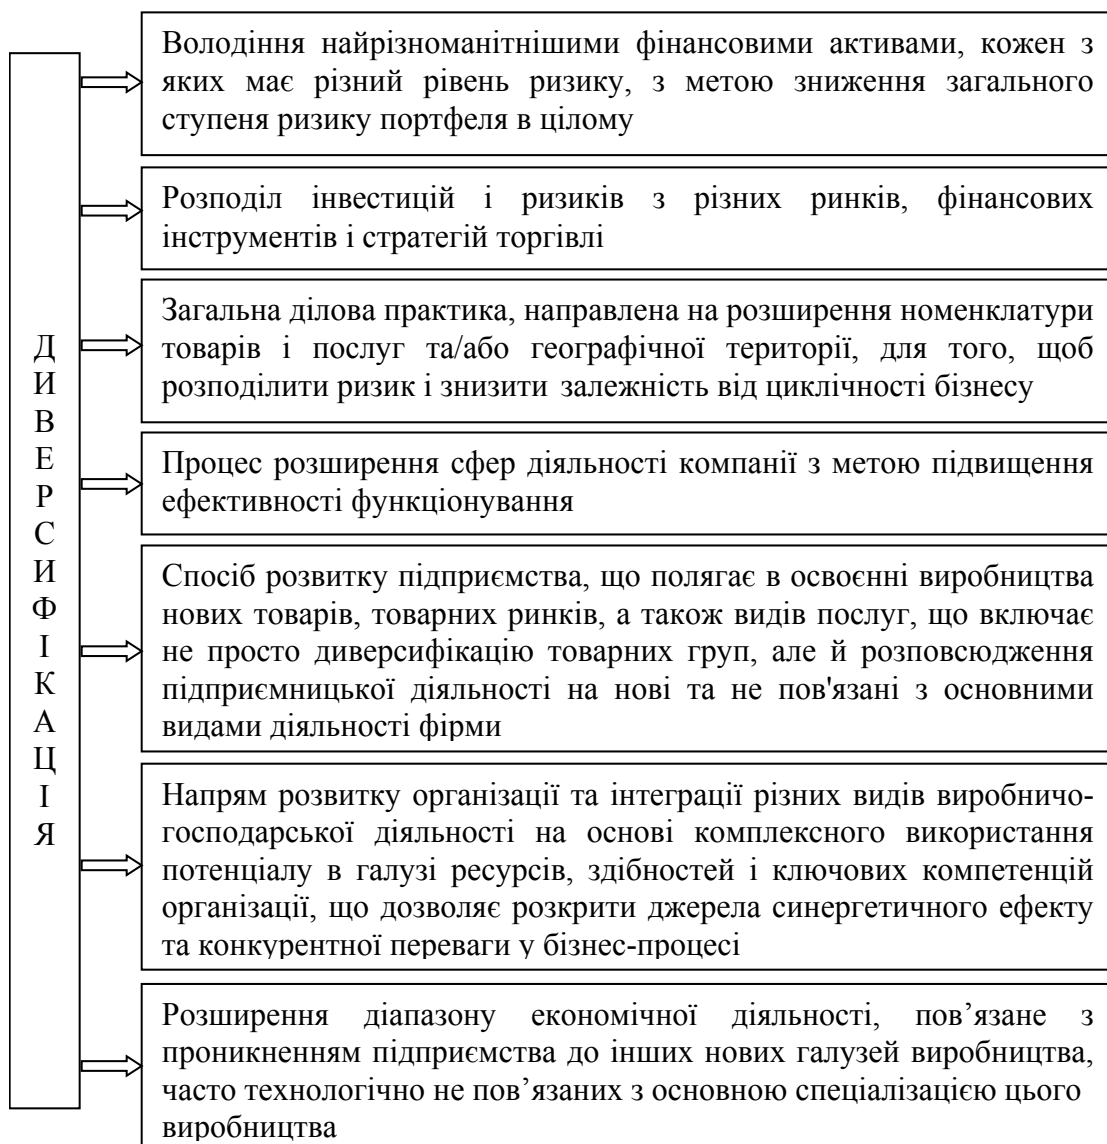 ДИВЕРСИФІКАЦІЯ
Володіння найрізноманітнішими фінансовими активами, кожен з
яких має різний рівень ризику, з метою зниження загального
ступеня ризику портфеля в цілому
Розподіл інвестицій і ризиків з різних ринків, фінансових
інструментів і стратегій торгівлі
Загальна ділова практика, направлена на розширення номенклатури
товарів і послуг та/або географічної території, для того, щоб
розподілити ризик і знизити залежність від циклічності бізнесу
Процес розширення сфер діяльності компанії з метою підвищення
ефективності функціонування
Спосіб розвитку підприємства, що полягає в освоєнні виробництва
нових товарів, товарних ринків, а також видів послуг, що включає
не просто диверсифікацію товарних груп, але й розповсюдження
підприємницької діяльності на нові та не пов'язані з основними
видами діяльності фірми
Напрям розвитку організації та інтеграції різних видів виробничо-
господарської діяльності на основі комплексного використання
потенціалу в галузі ресурсів, здібностей і ключових компетенцій
організації, що дозволяє розкрити джерела синергетичного ефекту
та конкурентної переваги у бізнес-процесі
Розширення діапазону економічної діяльності, пов’язане з
проникненням підприємства до інших нових галузей виробництва,
часто технологічно не пов’язаних з основною спеціалізацією цього
виробництва